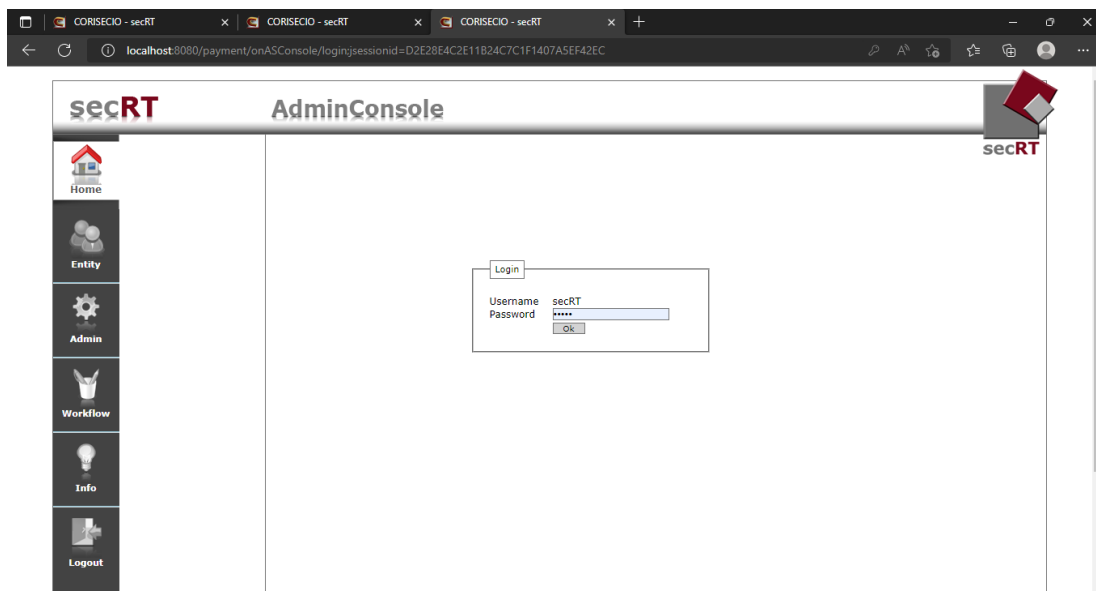 CORISECIO - secRT
CORISECIO - secRT
CORISECIO - secRT
localhost:8080/payment/onASConsole/login;jsessionid=D2E28E4C2E11B24C7C1F1407A5EF42EC
secRT
AdminConsole
secRT
Home
Entity
Admin
Workflow
Info
Logout
Login
Username secRT
Password •••••
Ok